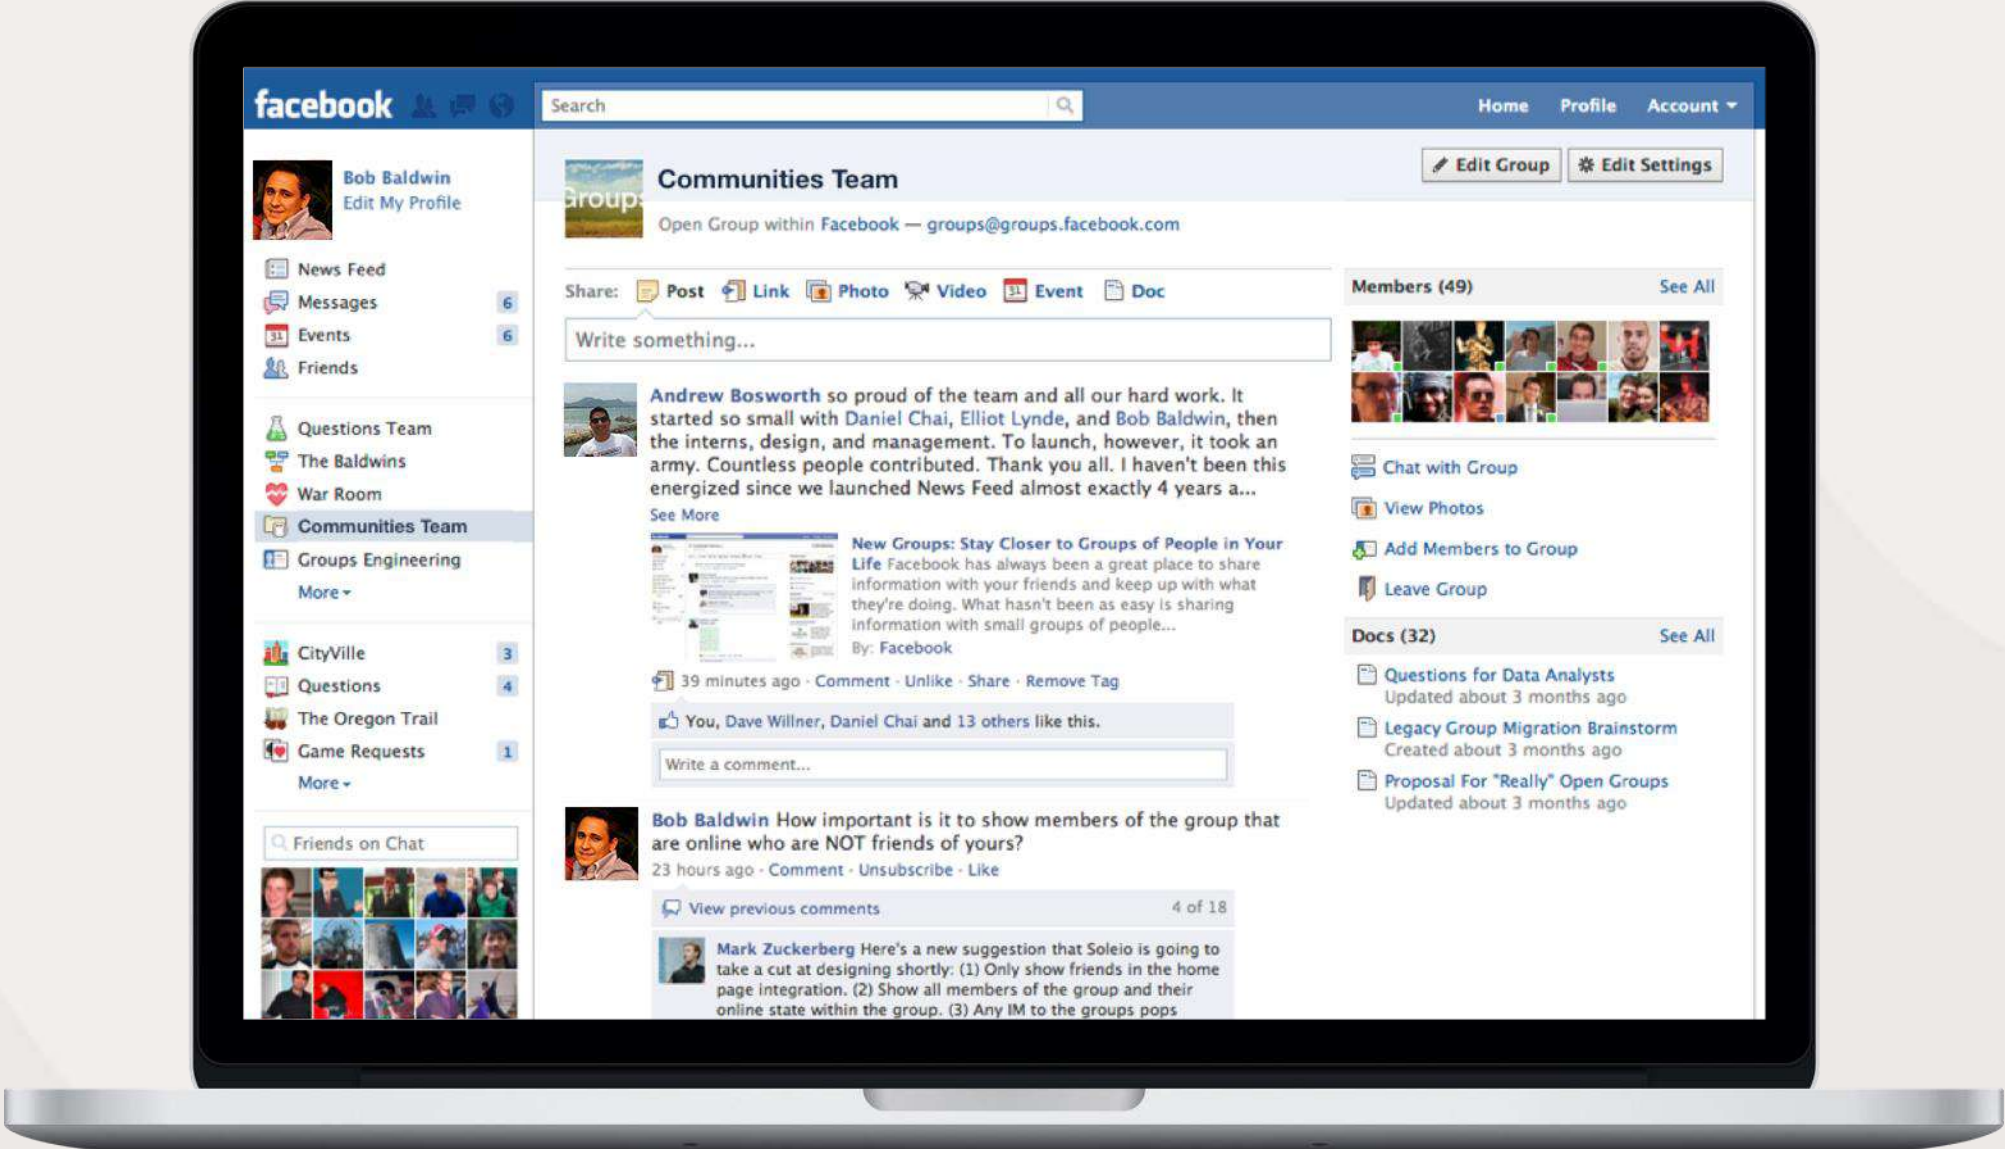 facebook
Search
Home Profile Account
Bob Baldwin
Edit My Profile
News Feed
Messages 6
Events 6
Friends
Questions Team
The Baldwins
War Room
Communities Team
Groups Engineering
More
CityVille 3
Questions 4
The Oregon Trail
Game Requests 1
More
Friends on Chat
Groups
Communities Team
Edit Group Edit Settings
Open Group within Facebook — groups@groups.facebook.com
Share: Post Link Photo Video 31 Event Doc
Write something...
Andrew Bosworth so proud of the team and all our hard work. It
started so small with Daniel Chai, Elliot Lynde, and Bob Baldwin, then
the interns, design, and management. To launch, however, it took an
army. Countless people contributed. Thank you all. I haven't been this
energized since we launched News Feed almost exactly 4 years a...
See More
New Groups: Stay Closer to Groups of People in Your
Life Facebook has always been a great place to share
information with your friends and keep up with what
they're doing. What hasn't been as easy is sharing
information with small groups of people...
By: Facebook
39 minutes ago · Comment · Unlike · Share · Remove Tag
You, Dave Willner, Daniel Chai and 13 others like this.
Write a comment...
Bob Baldwin How important is it to show members of the group that
are online who are NOT friends of yours?
23 hours ago · Comment · Unsubscribe · Like
View previous comments 4 of 18
Mark Zuckerberg Here's a new suggestion that Soleio is going to
take a cut at designing shortly: (1) Only show friends in the home
page integration. (2) Show all members of the group and their
online state within the group. (3) Any IM to the groups pops
Members (49) See All
Chat with Group
View Photos
Add Members to Group
Leave Group
Docs (32) See All
Questions for Data Analysts
Updated about 3 months ago
Legacy Group Migration Brainstorm
Created about 3 months ago
Proposal For "Really" Open Groups
Updated about 3 months ago